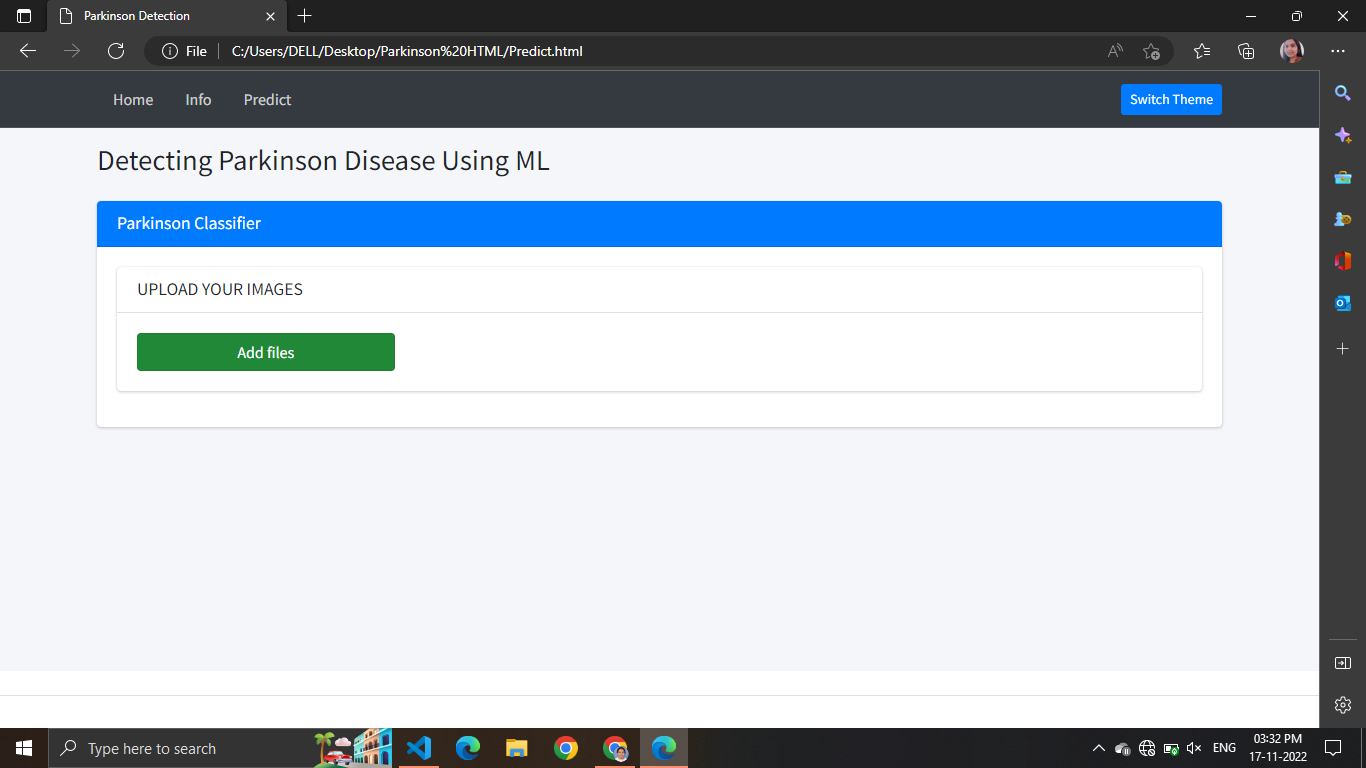 Parkinson Detection
File
C:/Users/DELL/Desktop/Parkinson%20HTML/Predict.html
Home
Info
Predict
Switch Theme
Detecting Parkinson Disease Using ML
Parkinson Classifier
UPLOAD YOUR IMAGES
Add files
Type here to search
ENG
03:32 PM
17-11-2022